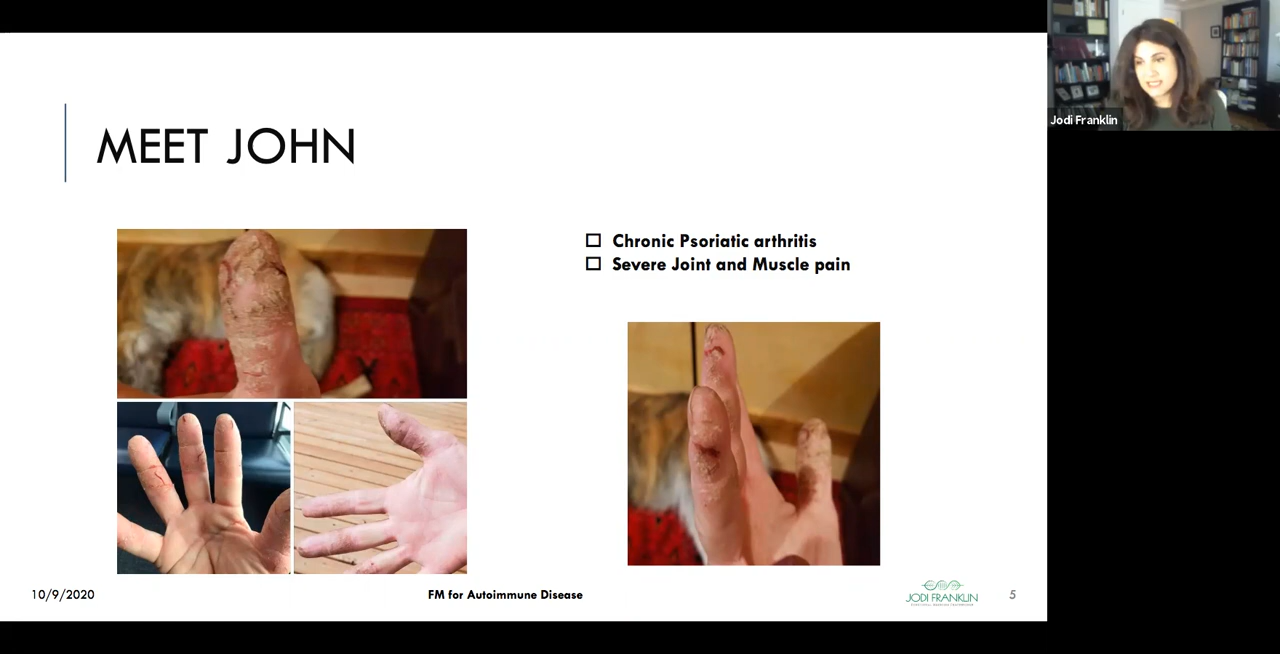 Jodi Franklin
MEET JOHN
Chronic Psoriatic arthritis
Severe Joint and Muscle pain
10/9/2020
FM for Autoimmune Disease
JODI FRANKLIN
5